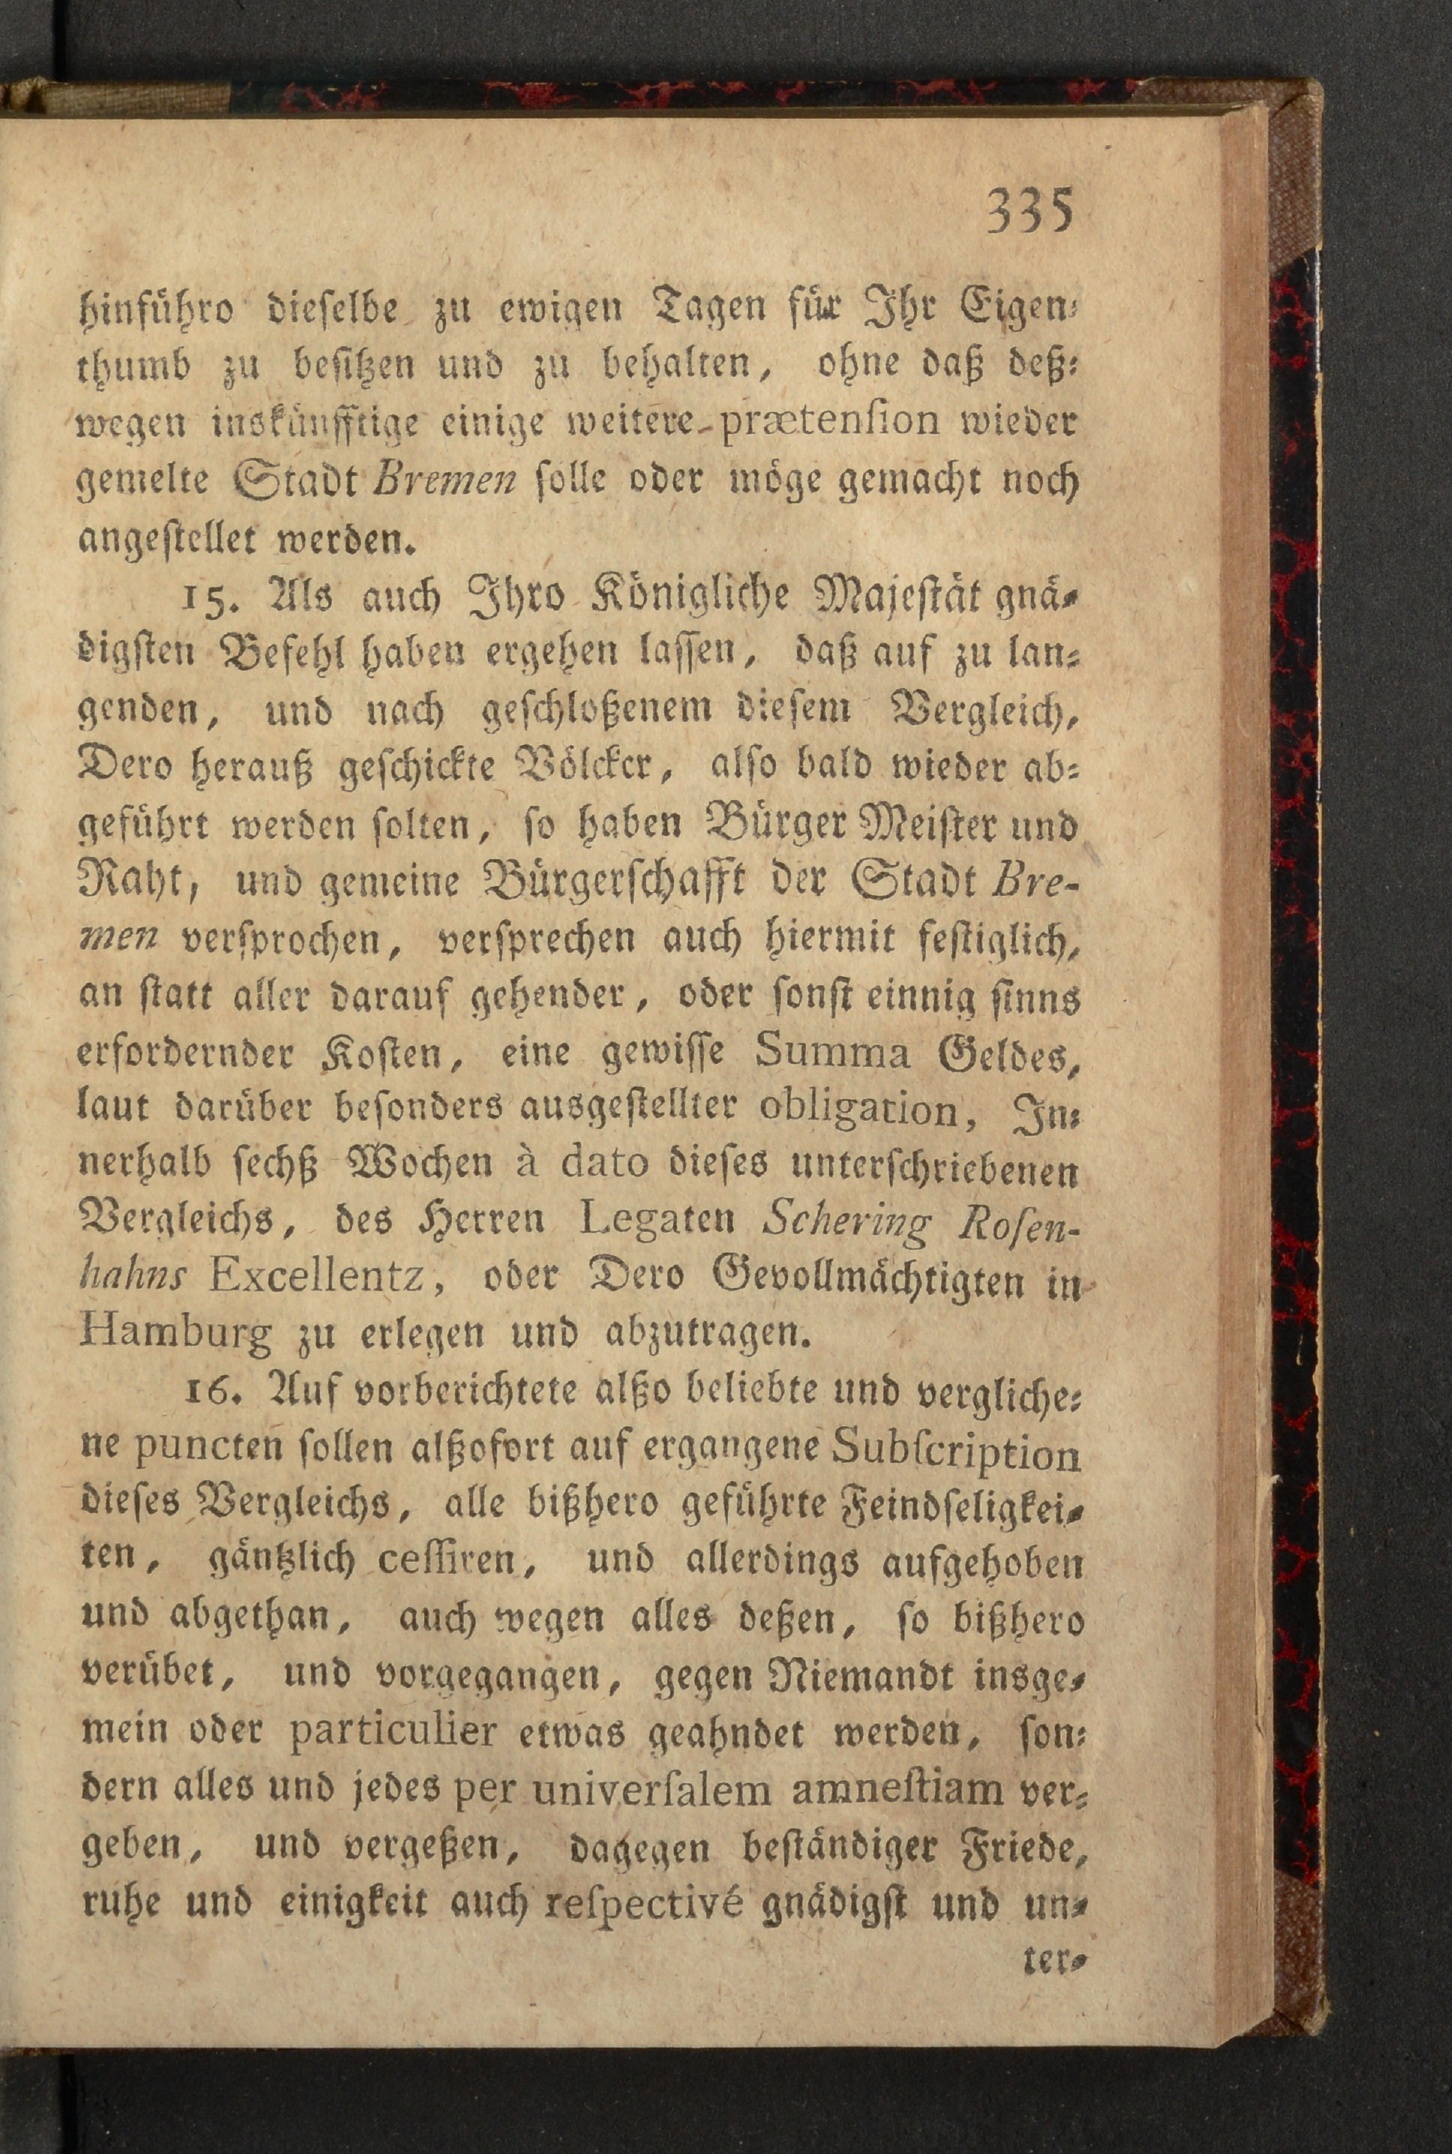 335
hinführo dieselbe zu ewigen Tagen für Ihr Eigen-
thumb zu besitzen und zu behalten, ohne daß deß-
wegen inskünfftige einige weitere prætenſion wieder
gemelte Stadt Bremen solle oder möge gemacht noch
angestellet werden.
15. Als auch Ihro Königliche Majestät gnä-
digsten Befehl haben ergehen lassen, daß auf zu lan-
genden, und nach geschloßenem diesem Vergleich,
Dero herauß geschickte Völcker, also bald wieder ab-
geführt werden solten, so haben Bürger Meister und
Raht, und gemeine Bürgerschafft der Stadt Bre-
men versprochen, versprechen auch hiermit festiglich,
an statt aller darauf gehender, oder sonst einnig sinns
erfordernder Kosten, eine gewisse Summa Geldes,
laut darüber besonders ausgestellter obligation, In-
nerhalb sechß Wochen à dato dieses unterschriebenen
Vergleichs, des Herren Legaten Schering Roſen-
hahns Excellentz, oder Dero Gevollmächtigten in
Hamburg zu erlegen und abzutragen.
16. Auf vorberichtete alßo beliebte und vergliche-
ne puncten sollen alßofort auf ergangene Subſcription
dieses Vergleichs, alle bißhero geführte Feindseligkei-
ten, gäntzlich ceſſiren, und allerdings aufgehoben
und abgethan, auch wegen alles deßen, so bißhero
verübet, und vorgegangen, gegen Niemandt insge-
mein oder particulier etwas geahndet werden, son-
dern alles und jedes per univerſalem amneſtiam ver-
geben, und vergeßen, dagegen beständiger Friede,
ruhe und einigkeit auch reſpectivé gnädigst und un-
ter-